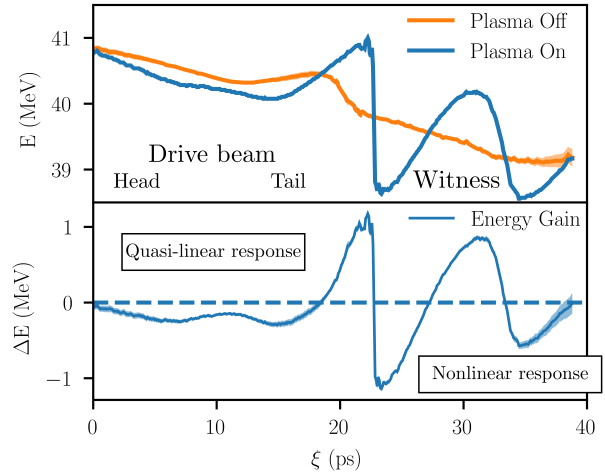 41
40
39
E (MeV)
Plasma Off
Plasma On
Drive beam
Head
Tail
Witness
1
0
−1
ΔE (MeV)
Energy Gain
Quasi-linear response
Nonlinear response
0
10
20
30
40
ξ (ps)